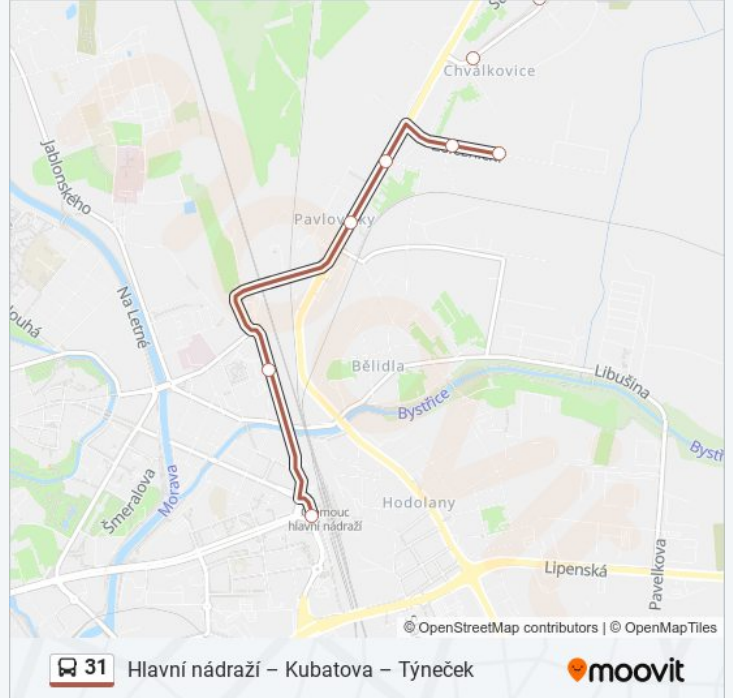 Chválkovice
Jablonského
Pavlovičky
Na Letné
Bělidla
Libušina
Bystřice
Šmeralova
Morava
Hodolany
Olomouc
hlavní nádraží
Lipenská
Pavelkova
© OpenStreetMap contributors | © OpenMapTiles
31 Hlavní nádraží – Kubatova – Týneček
moovit